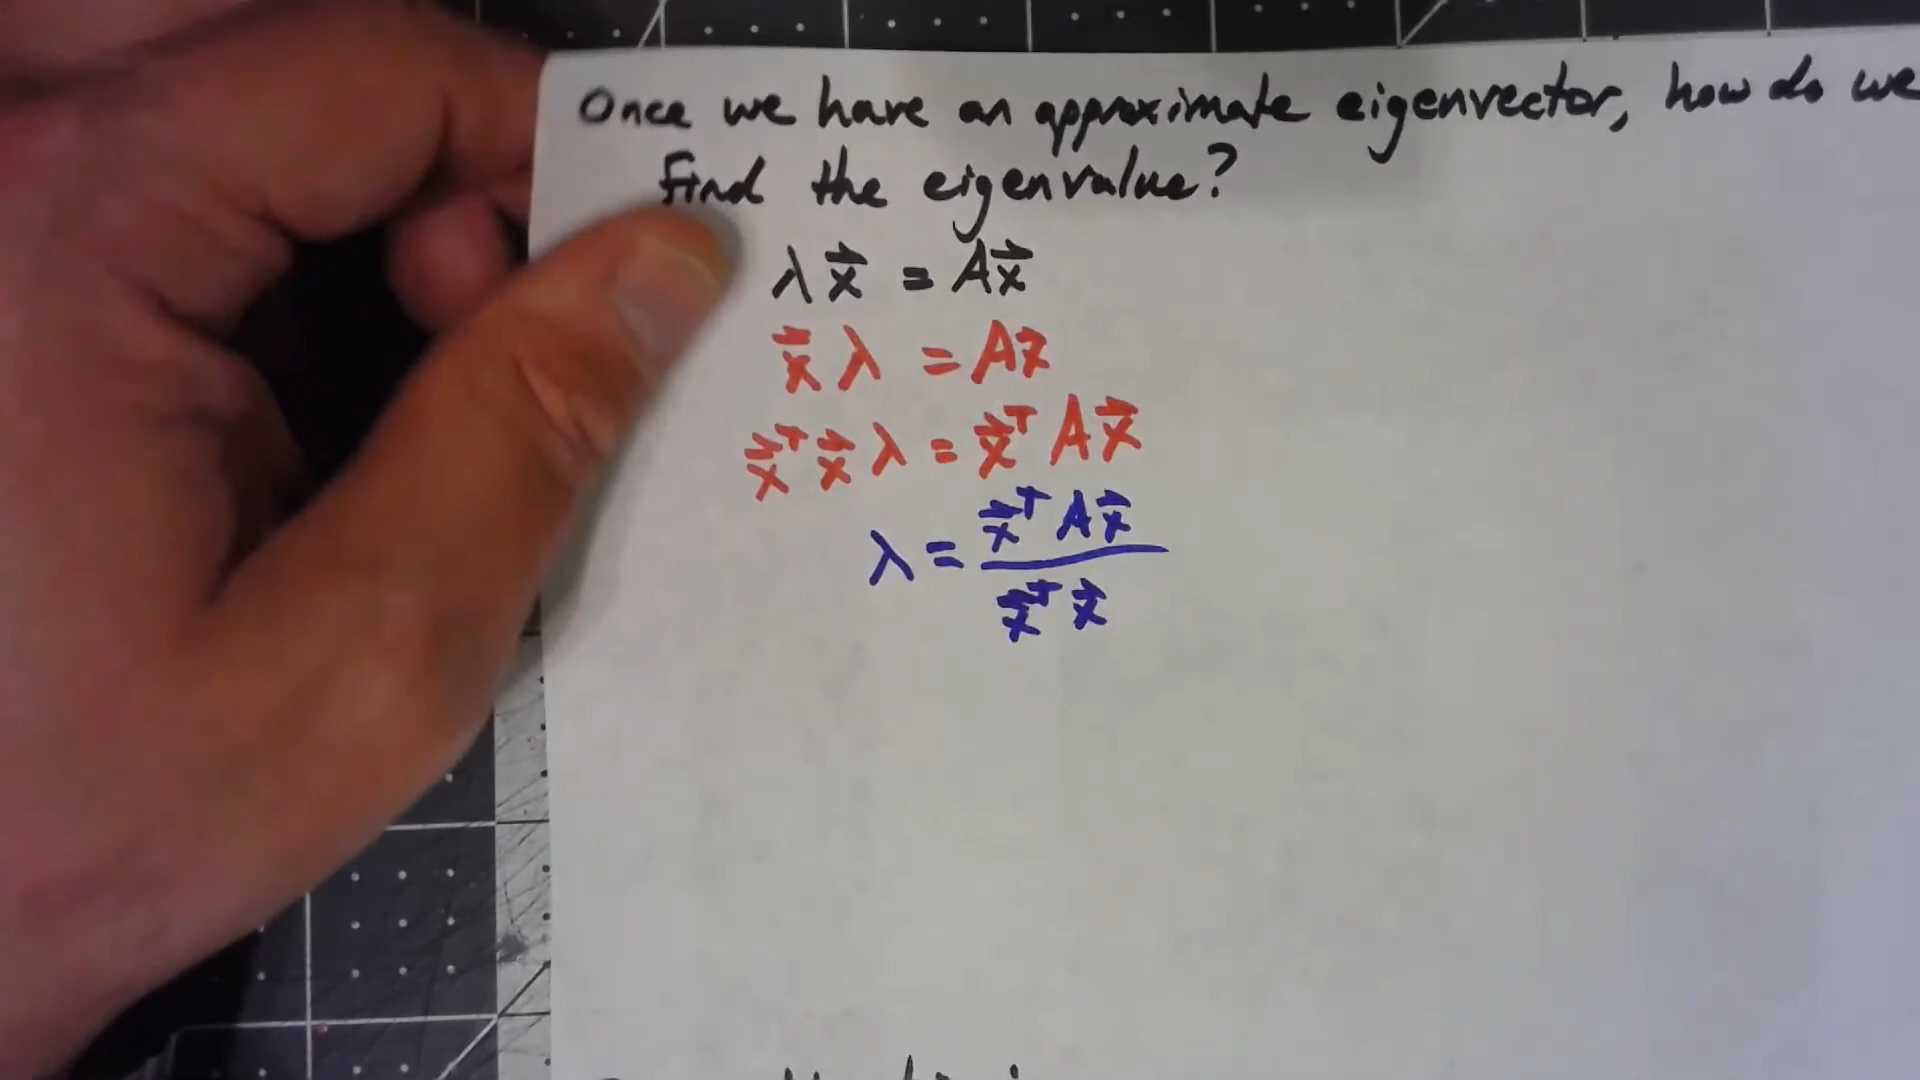 Once we have an approximate eigenvector, how do we
find the eigenvalue?
λx⃗ = Ax⃗
x⃗λ = Ax⃗
x⃗ᵀx⃗λ = x⃗ᵀAx⃗
λ = x⃗ᵀAx⃗ / x⃗ᵀx⃗